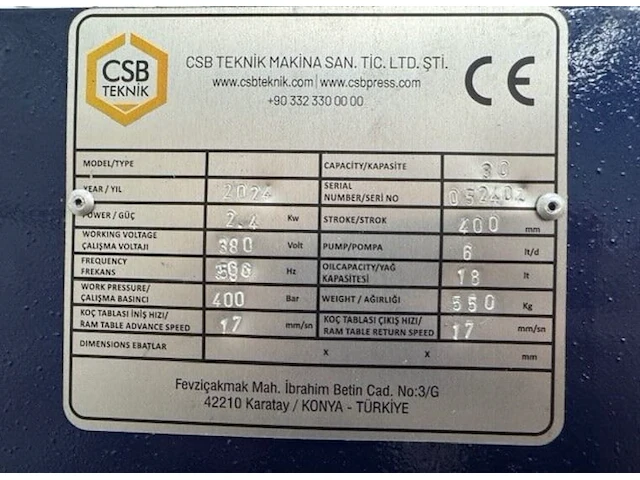 CSB
TEKNİK
CSB TEKNİK MAKİNA SAN. TİC. LTD. ŞTİ.
www.csbteknik.com | www.csbpress.com
+90 332 330 00 00
CE
MODEL/TYPE CAPACITY/KAPASİTE 30
YEAR / YIL 2024 SERIAL NUMBER/SERİ NO
POWER / GÜÇ 2.4 Kw STROKE/STROK 400 mm
WORKING VOLTAGE ÇALIŞMA VOLTAJI 380 Volt PUMP/POMPA 6 lt/d
FREQUENCY FREKANS Hz OILCAPACITY/YAĞ KAPASİTESİ 18 lt
WORK PRESSURE/ ÇALIŞMA BASINCI 400 Bar WEIGHT / AĞIRLIĞI 550 Kg
KOÇ TABLASI İNİŞ HIZI/ RAM TABLE ADVANCE SPEED 17 mm/sn KOÇ TABLASI ÇIKIŞ HIZI/ RAM TABLE RETURN SPEED 17 mm/sn
DIMENSIONS EBATLAR x x mm
Fevziçakmak Mah. İbrahim Betin Cad. No:3/G
42210 Karatay / KONYA - TÜRKİYE